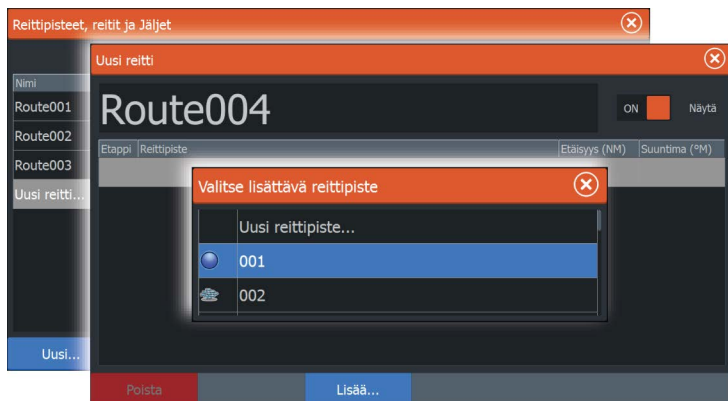 Reittipisteet, reitit ja Jäljet
Uusi reitti
Nimi
Route001
Route002
Route003
Uusi reitti...
Route004
ON Näytä
Etappi Reittipiste Etäisyys (NM) Suuntima (°M)
Valitse lisättävä reittipiste
Uusi reittipiste...
001
002
Uusi...
Poista Lisää...